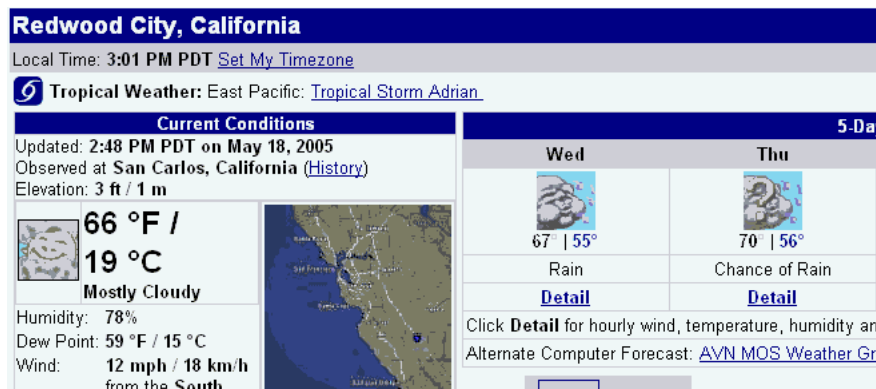 Redwood City, California
Local Time: 3:01 PM PDT Set My Timezone
Tropical Weather: East Pacific: Tropical Storm Adrian
Current Conditions
Updated: 2:48 PM PDT on May 18, 2005
Observed at San Carlos, California (History)
Elevation: 3 ft / 1 m
66 °F /
19 °C
Mostly Cloudy
Humidity: 78%
Dew Point: 59 °F / 15 °C
Wind: 12 mph / 18 km/h
from the South
5-Da
Wed Thu
67° | 55° 70° | 56°
Rain Chance of Rain
Detail Detail
Click Detail for hourly wind, temperature, humidity an
Alternate Computer Forecast: AVN MOS Weather Gr